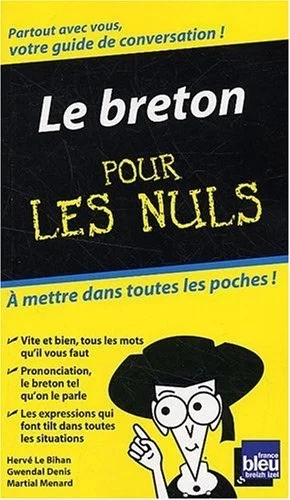 Partout avec vous,
votre guide de conversation !
Le breton
POUR
LES NULS
À mettre dans toutes les poches !
Vite et bien, tous les mots
qu'il vous faut
Prononciation,
le breton tel
qu'on le parle
Les expressions qui
font tilt dans toutes
les situations
Hervé Le Bihan
Gwendal Denis
Martial Menard
france
bleu
breizh izel